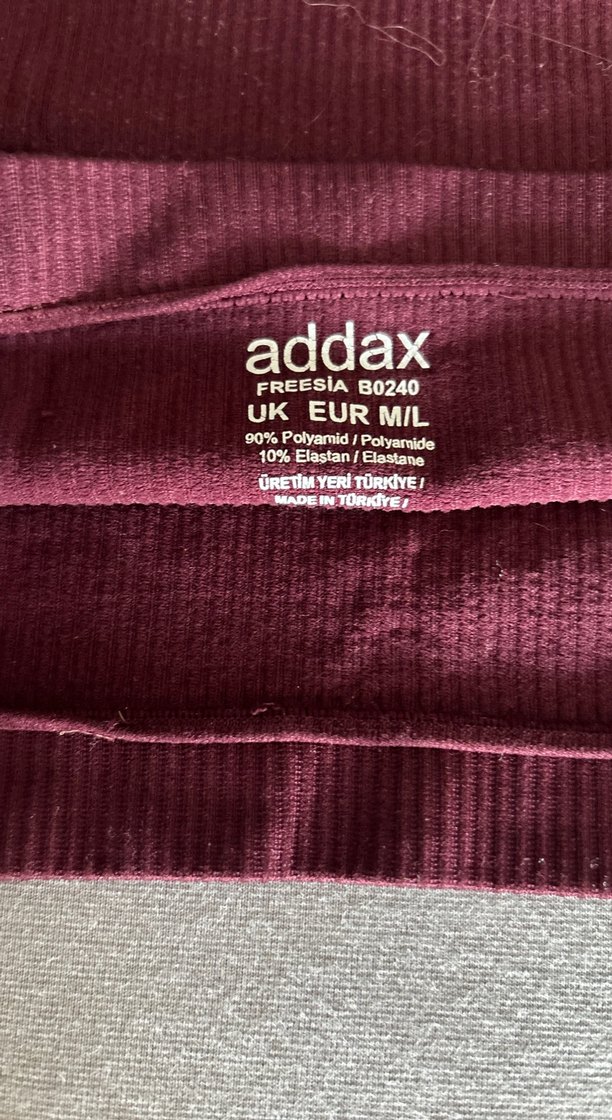 addax
FREESİA B0240
UK EUR M/L
90% Polyamid / Polyamide
10% Elastan / Elastane
ÜRETİM YERİ TÜRKİYE /
MADE IN TÜRKİYE /